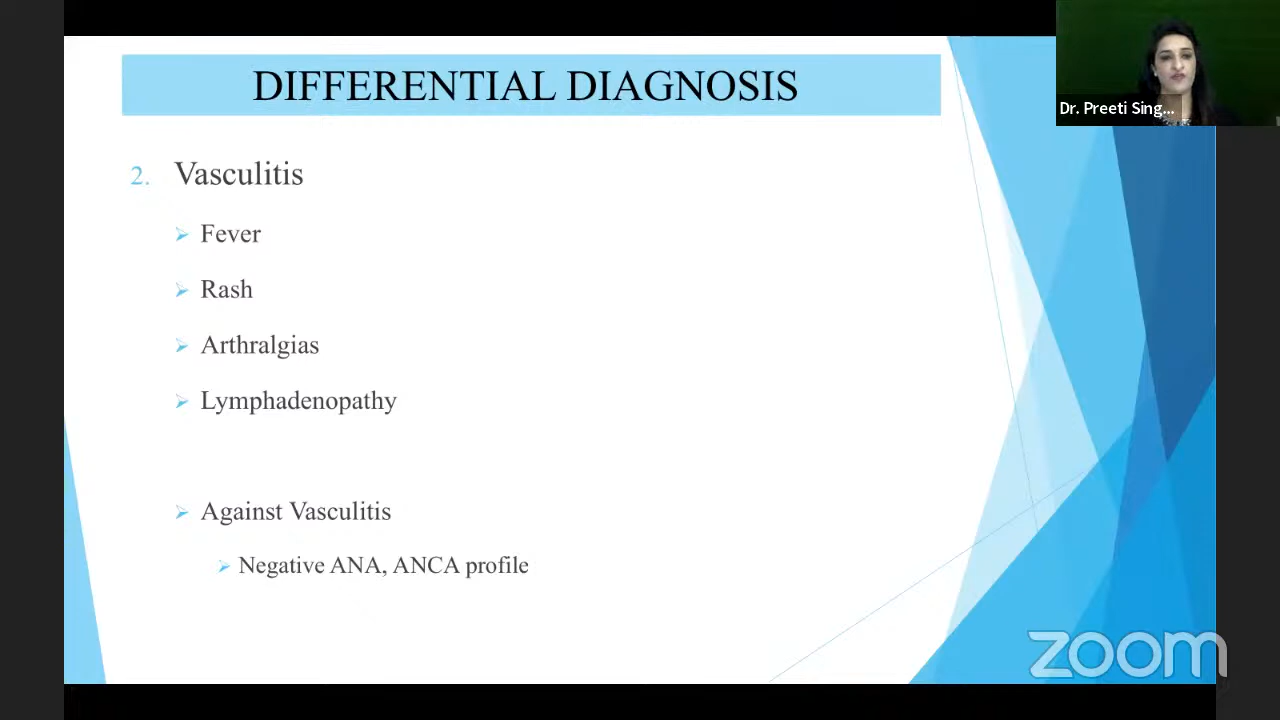 DIFFERENTIAL DIAGNOSIS
Dr. Preeti Sing...
2. Vasculitis
Fever
Rash
Arthralgias
Lymphadenopathy
Against Vasculitis
Negative ANA, ANCA profile
zoom